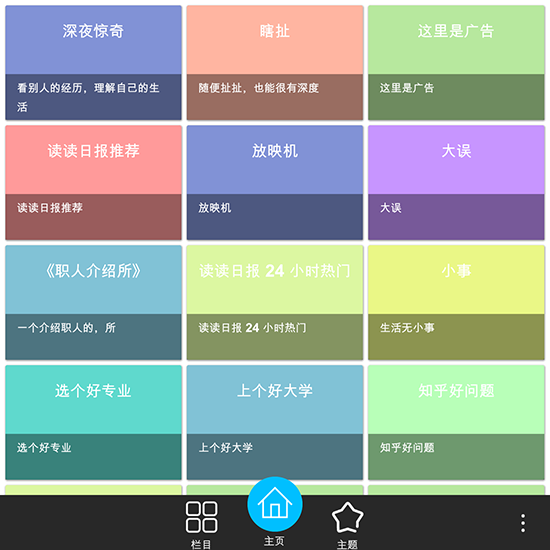 深夜惊奇
看别人的经历，理解自己的生
活
瞎扯
随便扯扯，也能很有深度
这里是广告
这里是广告
读读日报推荐
读读日报推荐
放映机
放映机
大误
大误
《职人介绍所》
一个介绍职人的，所
读读日报 24 小时热门
读读日报 24 小时热门
小事
生活无小事
选个好专业
选个好专业
上个好大学
上个好大学
知乎好问题
知乎好问题
栏目
主页
主题